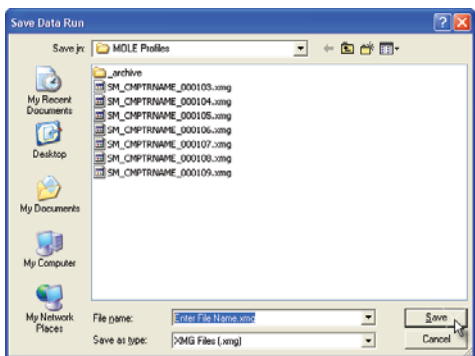 Save Data Run
Save in: MOLE Profiles
_archive
SM_CMPTRNAME_000103.xmg
SM_CMPTRNAME_000104.xmg
SM_CMPTRNAME_000105.xmg
SM_CMPTRNAME_000106.xmg
SM_CMPTRNAME_000107.xmg
SM_CMPTRNAME_000108.xmg
SM_CMPTRNAME_000109.xmg
My Recent
Documents
Desktop
My Documents
My Computer
My Network
Places
File name: Enter File Name.xmg Save
Save as type: XMG Files (.xmg) Cancel